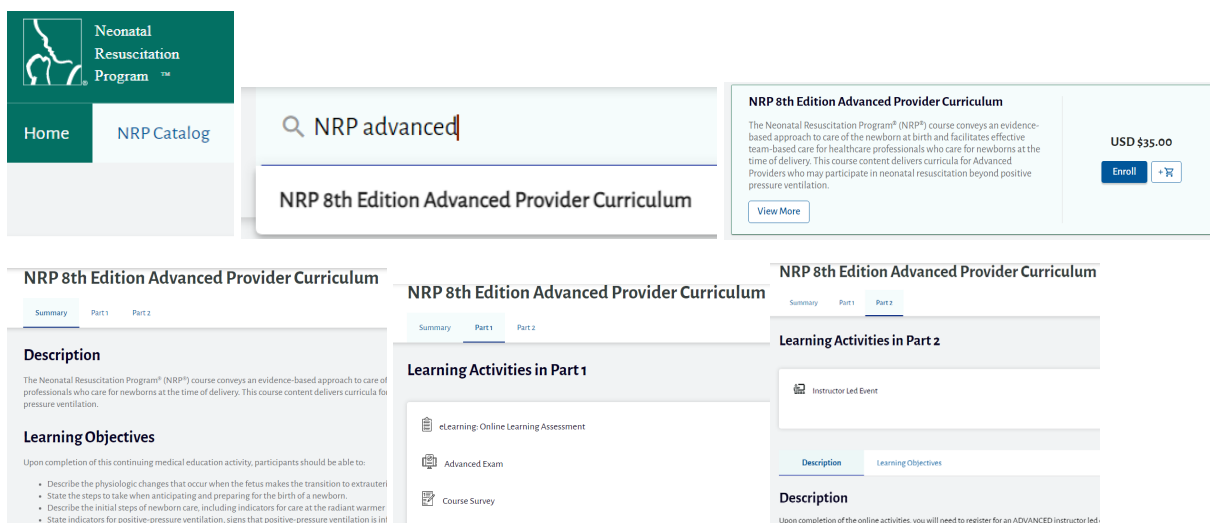 Neonatal
Resuscitation
Program ™
®
Home
NRP Catalog
NRP advanced
NRP 8th Edition Advanced Provider Curriculum
NRP 8th Edition Advanced Provider Curriculum
The Neonatal Resuscitation Program® (NRP®) course conveys an evidence-
based approach to care of the newborn at birth and facilitates effective
team-based care for healthcare professionals who care for newborns at the
time of delivery. This course content delivers curricula for Advanced
Providers who may participate in neonatal resuscitation beyond positive
pressure ventilation.
View More
USD $35.00
Enroll
+
NRP 8th Edition Advanced Provider Curriculum
Summary
Part 1
Part 2
Description
The Neonatal Resuscitation Program® (NRP®) course conveys an evidence-based approach to care of
professionals who care for newborns at the time of delivery. This course content delivers curricula for
pressure ventilation.
Learning Objectives
Upon completion of this continuing medical education activity, participants should be able to:
• Describe the physiologic changes that occur when the fetus makes the transition to extrauteri
• State the steps to take when anticipating and preparing for the birth of a newborn.
• Describe the initial steps of newborn care, including indicators for care at the radiant warmer
• State indicators for positive-pressure ventilation, signs that positive-pressure ventilation is
NRP 8th Edition Advanced Provider Curriculum
Summary
Part 1
Part 2
Learning Activities in Part 1
eLearning: Online Learning Assessment
Advanced Exam
Course Survey
NRP 8th Edition Advanced Provider Curriculum
Summary
Part 1
Part 2
Learning Activities in Part 2
Instructor Led Event
Description
Learning Objectives
Description
Upon completion of the online activities, you will need to register for an ADVANCED instructor led